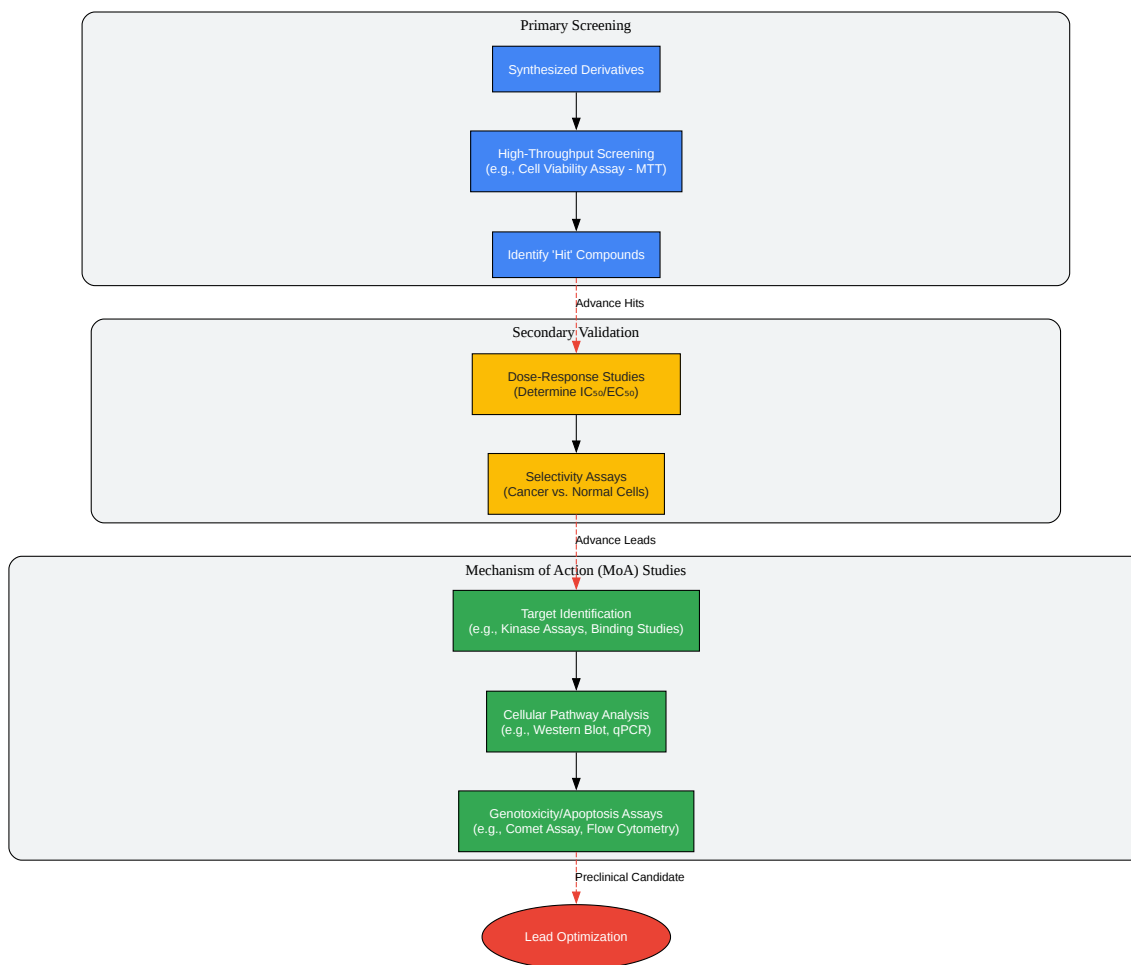 Primary Screening
Synthesized Derivatives
High-Throughput Screening
(e.g., Cell Viability Assay - MTT)
Identify 'Hit' Compounds
Advance Hits
Secondary Validation
Dose-Response Studies
(Determine IC₅₀/EC₅₀)
Selectivity Assays
(Cancer vs. Normal Cells)
Advance Leads
Mechanism of Action (MoA) Studies
Target Identification
(e.g., Kinase Assays, Binding Studies)
Cellular Pathway Analysis
(e.g., Western Blot, qPCR)
Genotoxicity/Apoptosis Assays
(e.g., Comet Assay, Flow Cytometry)
Preclinical Candidate
Lead Optimization